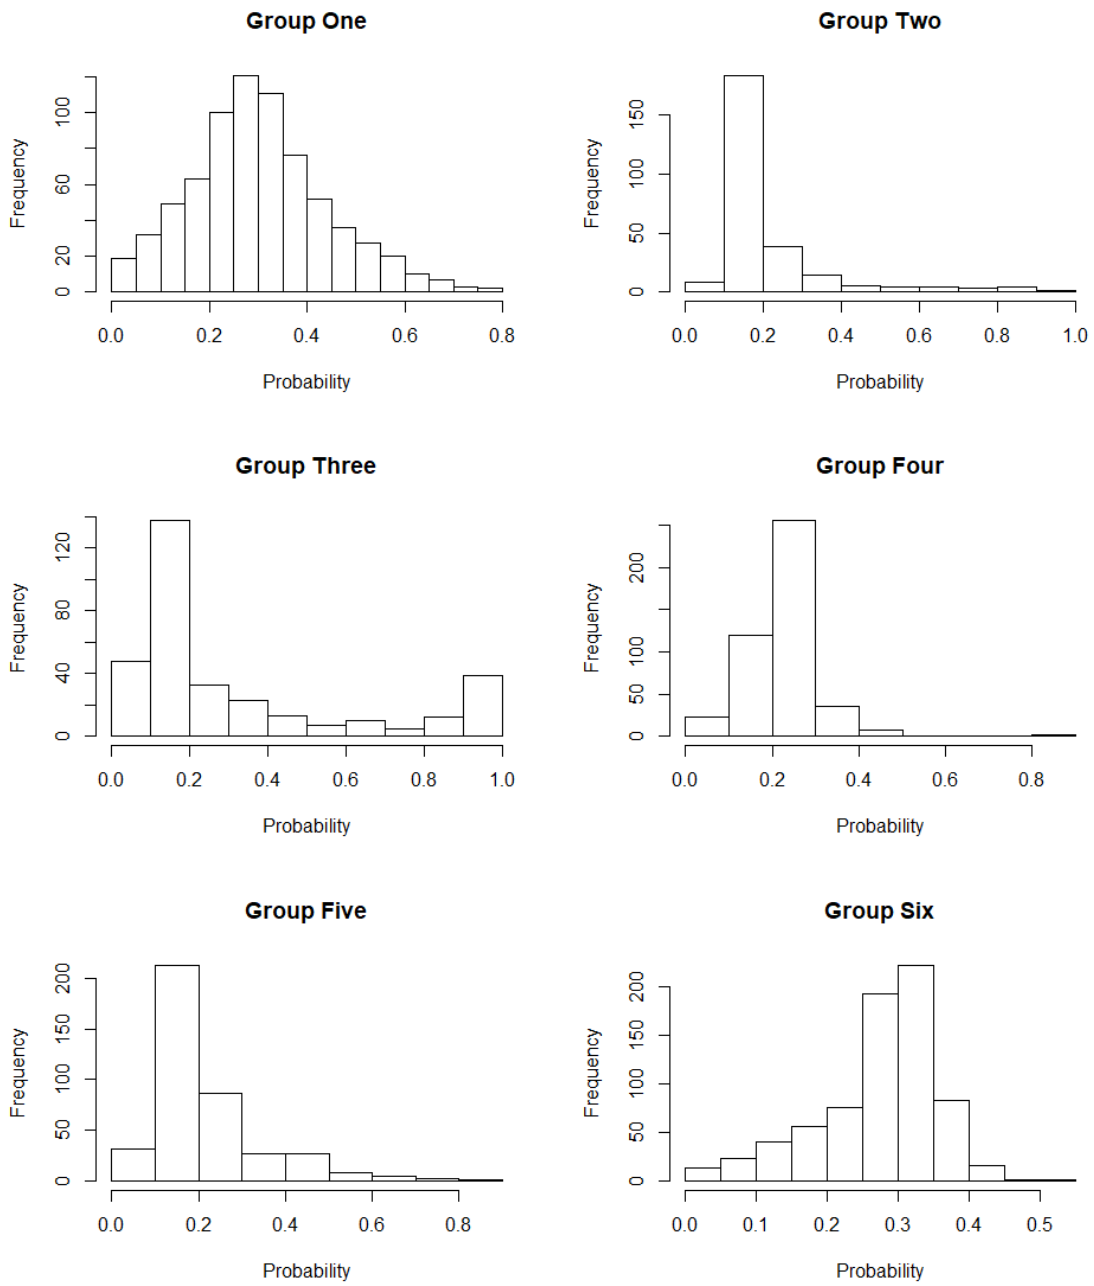 Group One
Frequency
0 20 60 100
0.0 0.2 0.4 0.6 0.8
Probability
Group Two
Frequency
0 50 100 150
0.0 0.2 0.4 0.6 0.8 1.0
Probability
Group Three
Frequency
0 40 80 120
0.0 0.2 0.4 0.6 0.8 1.0
Probability
Group Four
Frequency
0 50 100 200
0.0 0.2 0.4 0.6 0.8
Probability
Group Five
Frequency
0 50 100 150 200
0.0 0.2 0.4 0.6 0.8
Probability
Group Six
Frequency
0 50 100 150 200
0.0 0.1 0.2 0.3 0.4 0.5
Probability